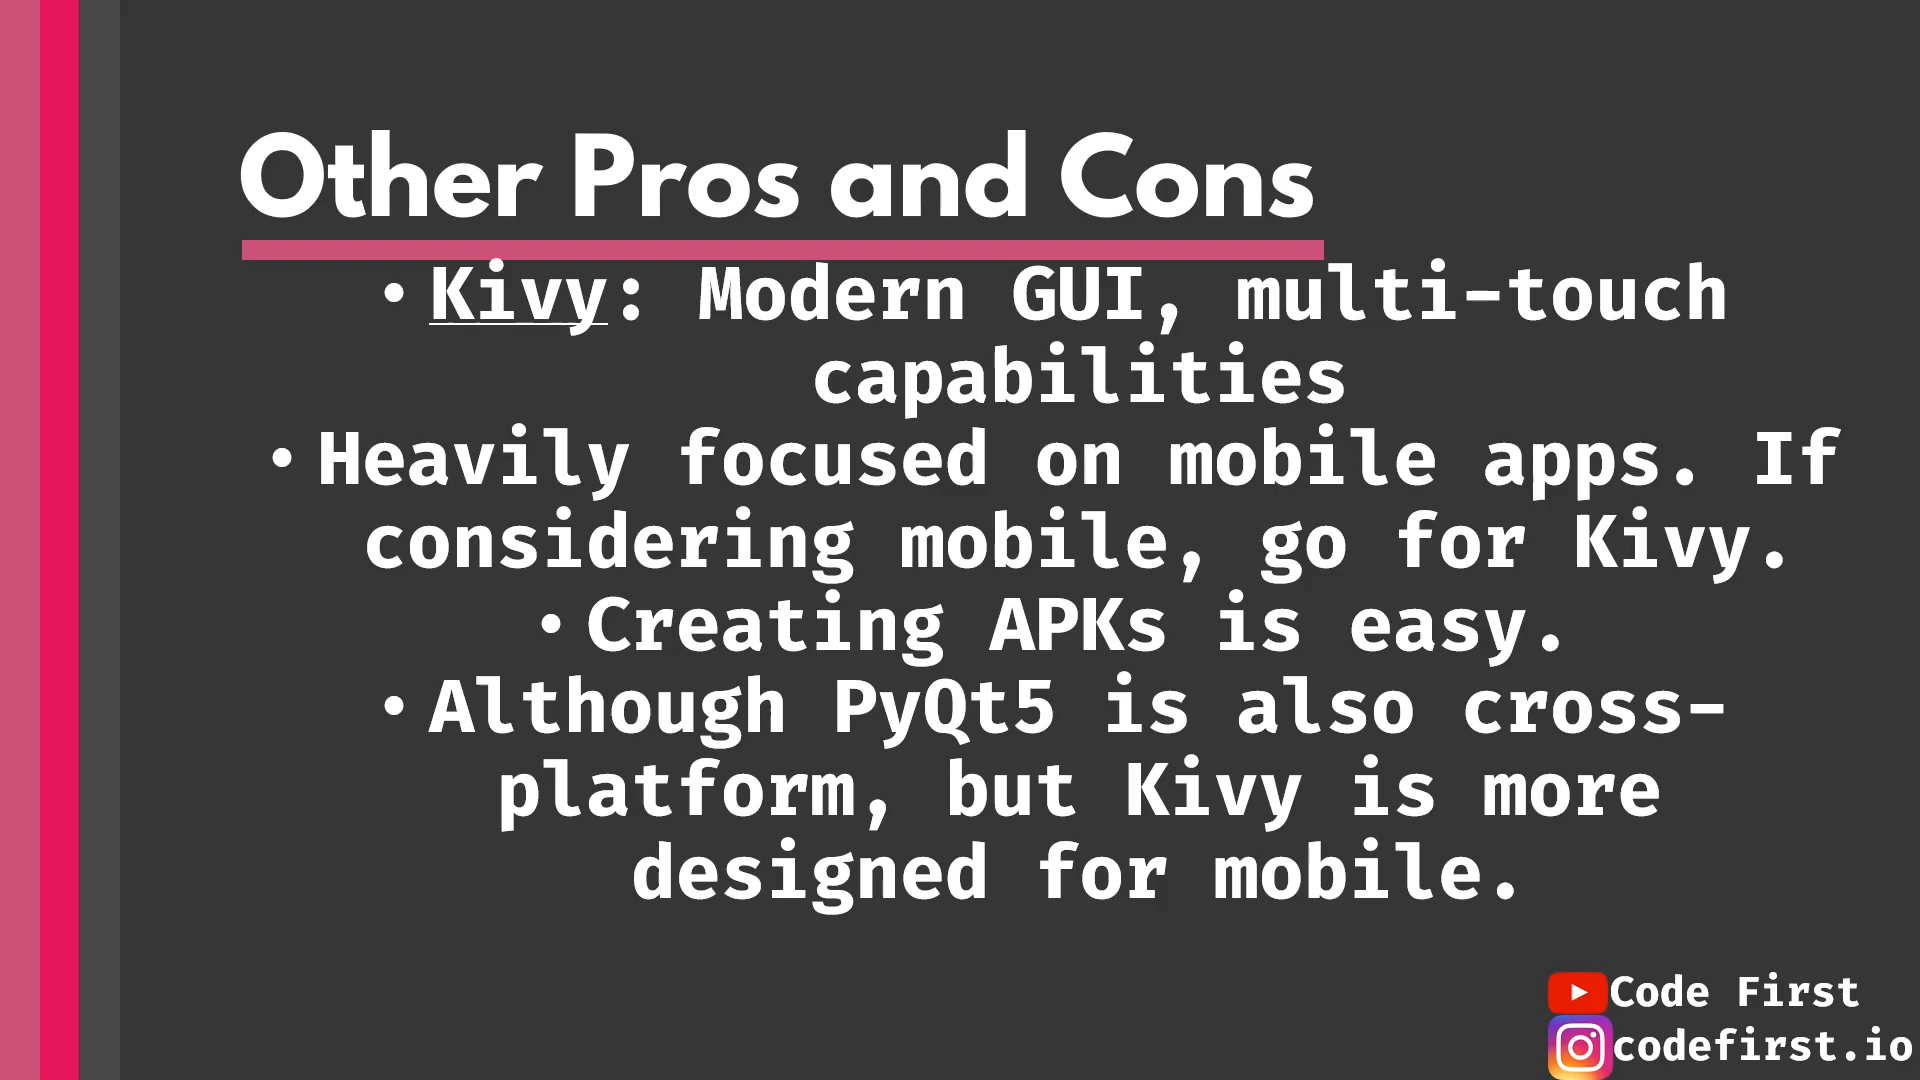 Other Pros and Cons
• Kivy: Modern GUI, multi-touch
capabilities
• Heavily focused on mobile apps. If
considering mobile, go for Kivy.
• Creating APKs is easy.
• Although PyQt5 is also cross-
platform, but Kivy is more
designed for mobile.
Code First
codefirst.io